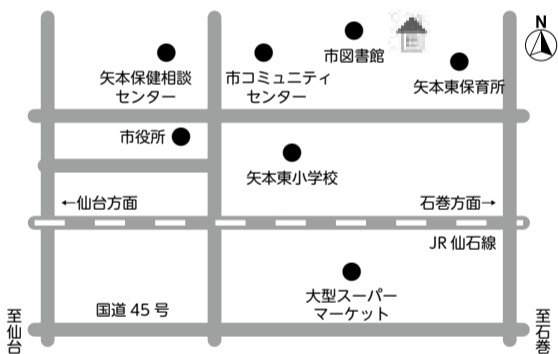 N
市図書館
矢本保健相談
センター
市コミュニティ
センター
矢本東保育所
市役所
矢本東小学校
←仙台方面
石巻方面→
JR 仙石線
大型スーパー
マーケット
国道 45 号
至仙台
至石巻